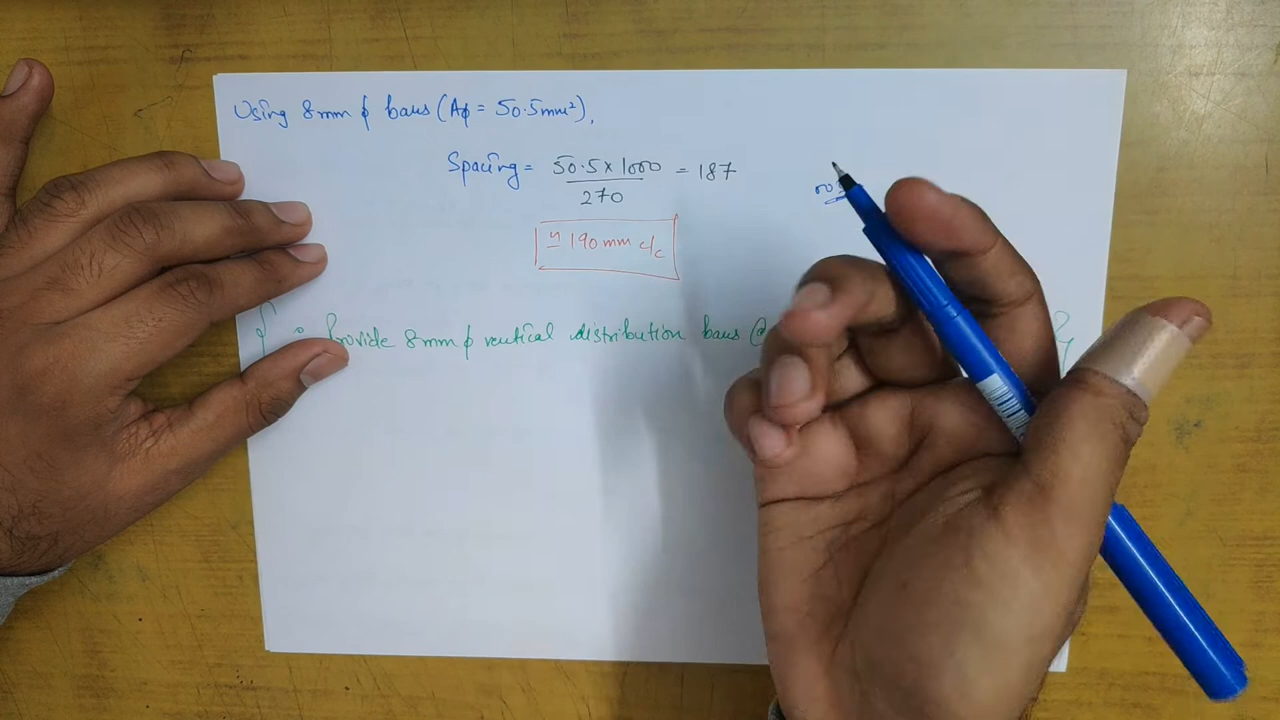 Using 8mm ϕ bars (Aϕ = 50.5mm²),
Spacing = 50.5 x 1000 / 270 = 187
≃ 190 mm c/c
Provide 8mm ϕ vertical distribution bars @